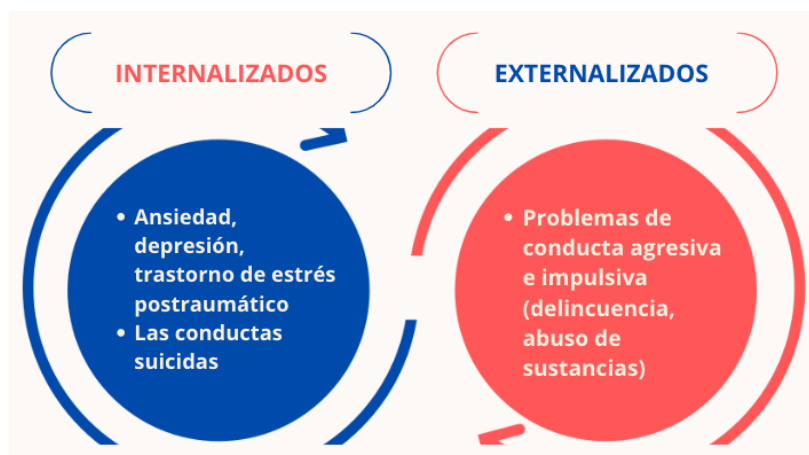 INTERNALIZADOS
• Ansiedad,
depresión,
trastorno de estrés
postraumático
• Las conductas
suicidas
EXTERNALIZADOS
• Problemas de
conducta agresiva
e impulsiva
(delincuencia,
abuso de
sustancias)